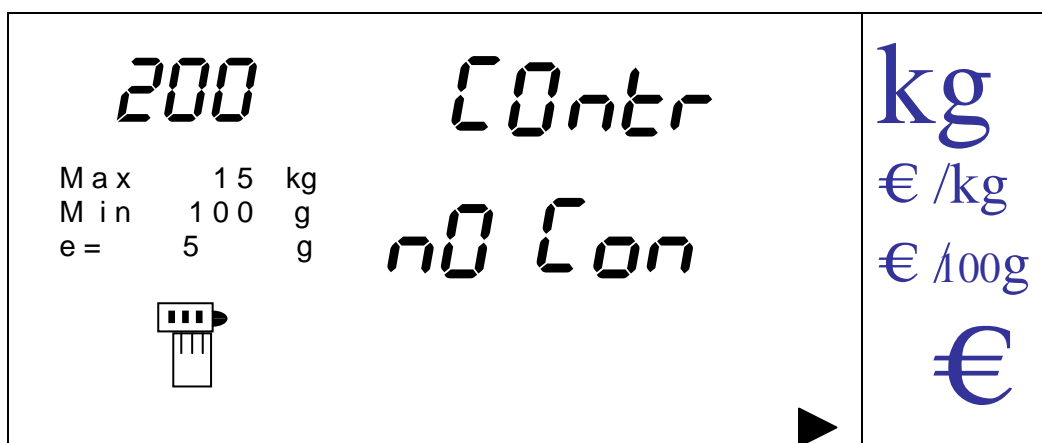 200 C0ntr
Max 15 kg
Min 100 g
e= 5 g
n0 Con
kg
€/kg
€/100g
€